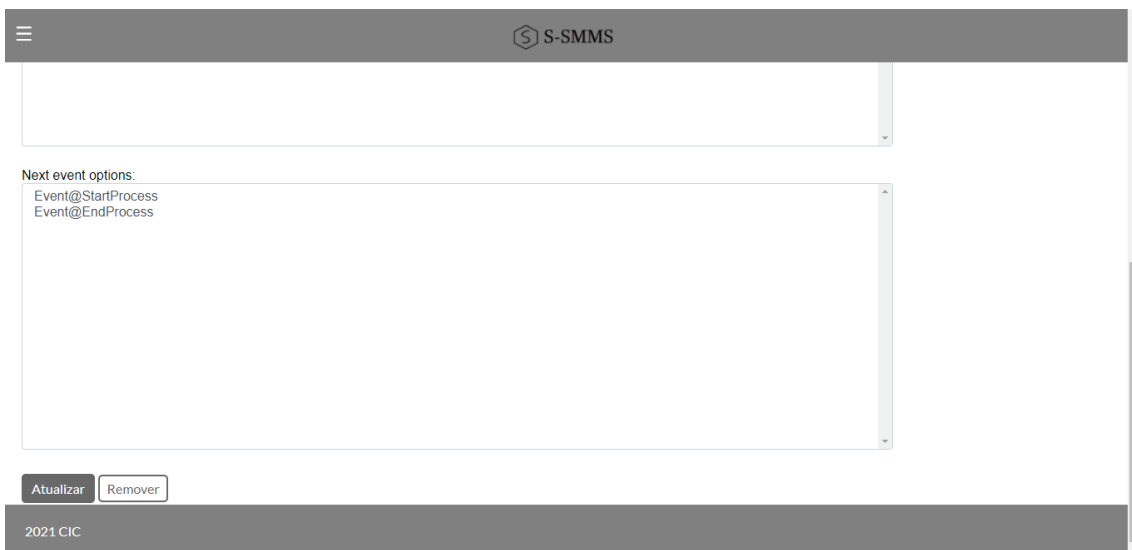 ☰
S S-SMMS
Next event options:
Event@StartProcess
Event@EndProcess
Atualizar Remover
2021 CIC